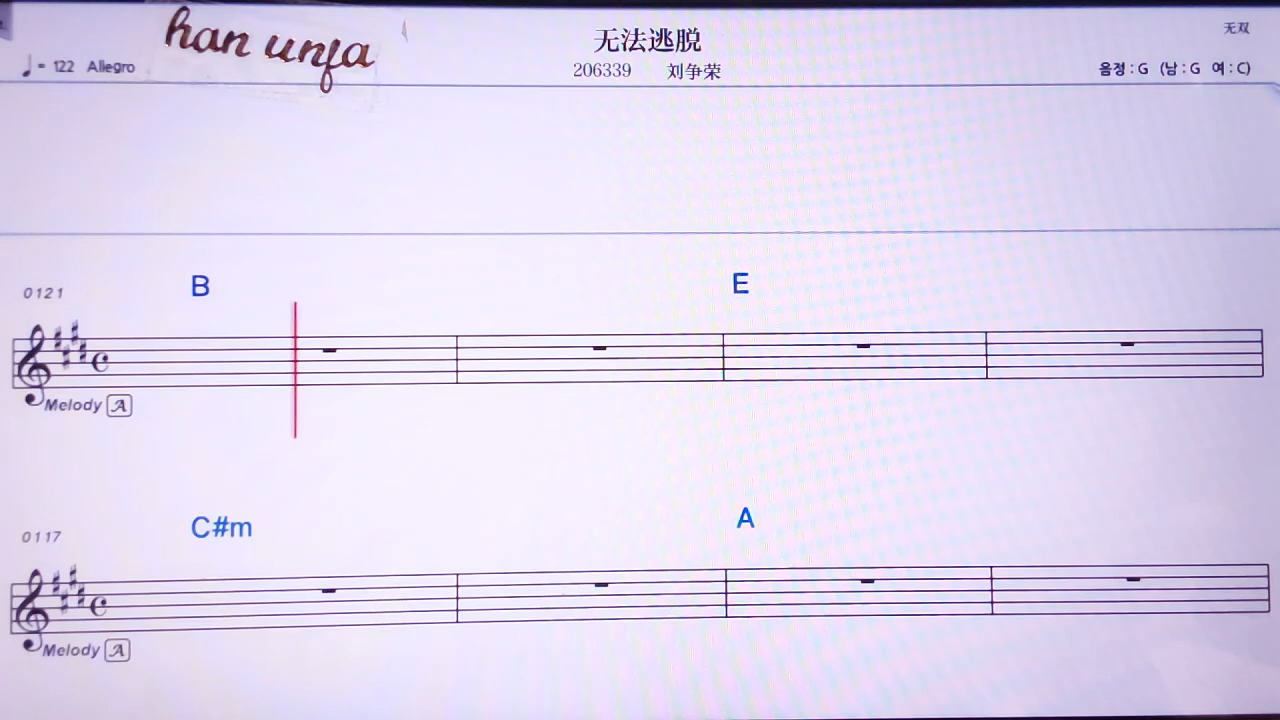 han unfa
无法逃脱
无双
♩= 122 Allegro
206339 刘争荣
음정 : G (남 : G 여 : C)
0121
B E
Melody A
0117
C#m A
Melody A